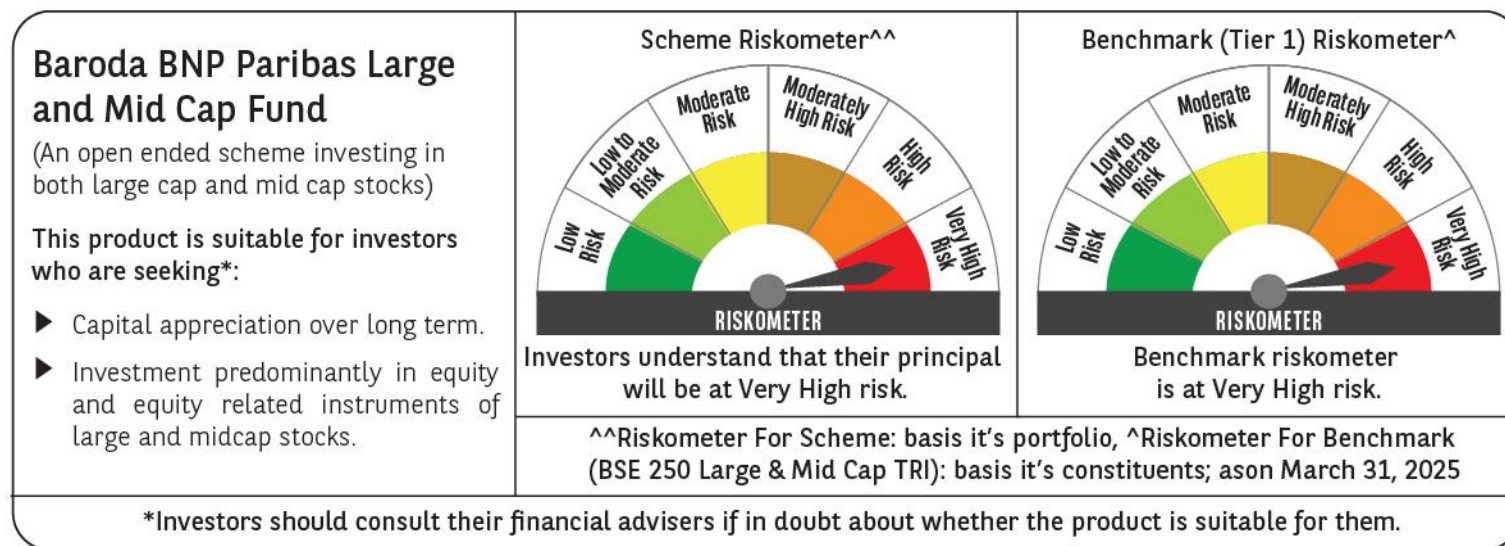 Baroda BNP Paribas Large
and Mid Cap Fund
(An open ended scheme investing in
both large cap and mid cap stocks)
This product is suitable for investors
who are seeking*:
▶ Capital appreciation over long term.
▶ Investment predominantly in equity
and equity related instruments of
large and midcap stocks.
Scheme Riskometer^^
Low
Risk
Low to
Moderate
Risk
Moderate
Risk
Moderately
High Risk
High
Risk
Very High
Risk
RISKOMETER
Investors understand that their principal
will be at Very High risk.
Benchmark (Tier 1) Riskometer^
Low
Risk
Low to
Moderate
Risk
Moderate
Risk
Moderately
High Risk
High
Risk
Very High
Risk
RISKOMETER
Benchmark riskometer
is at Very High risk.
^^Riskometer For Scheme: basis it's portfolio, ^Riskometer For Benchmark
(BSE 250 Large & Mid Cap TRI): basis it's constituents; ason March 31, 2025
*Investors should consult their financial advisers if in doubt about whether the product is suitable for them.